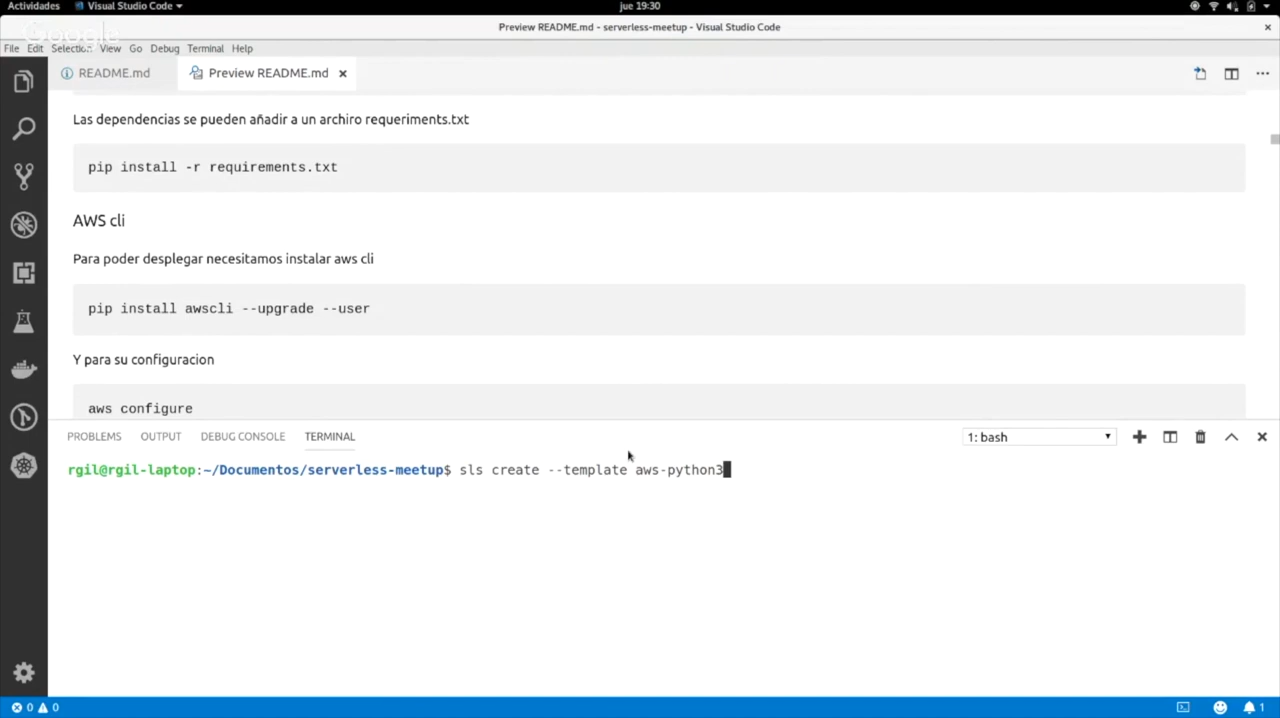 Actividades
Visual Studio Code
jue 19:30
Preview README.md - serverless-meetup - Visual Studio Code
Google
File Edit Selection View Go Debug Terminal Help
README.md
Preview README.md
Las dependencias se pueden añadir a un archiro requeriments.txt
pip install -r requirements.txt
AWS cli
Para poder desplegar necesitamos instalar aws cli
pip install awscli --upgrade --user
Y para su configuracion
aws configure
PROBLEMS OUTPUT DEBUG CONSOLE TERMINAL
1: bash
rgil@rgil-laptop:~/Documentos/serverless-meetup$ sls create --template aws-python3
0 0
1